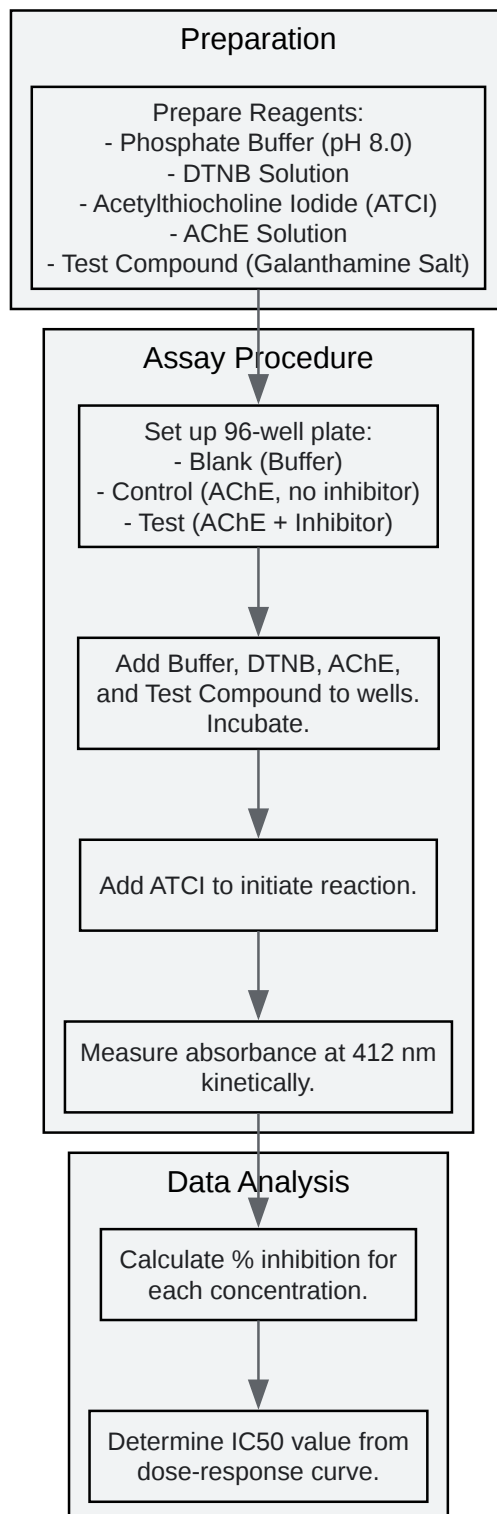 Preparation
Prepare Reagents:
- Phosphate Buffer (pH 8.0)
- DTNB Solution
- Acetylthiocholine Iodide (ATCI)
- AChE Solution
- Test Compound (Galanthamine Salt)
Assay Procedure
Set up 96-well plate:
- Blank (Buffer)
- Control (AChE, no inhibitor)
- Test (AChE + Inhibitor)
Add Buffer, DTNB, AChE,
and Test Compound to wells.
Incubate.
Add ATCI to initiate reaction.
Measure absorbance at 412 nm
kinetically.
Data Analysis
Calculate % inhibition for
each concentration.
Determine IC50 value from
dose-response curve.